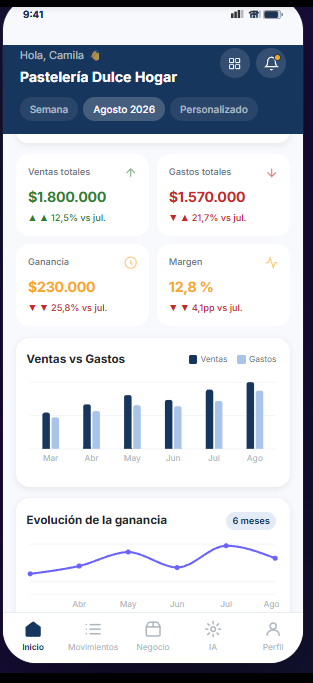 9:41
Hola, Camila 👋
Pastelería Dulce Hogar
Semana Agosto 2026 Personalizado
Ventas totales
$1.800.000
▲ ▲ 12,5% vs jul.
Gastos totales
$1.570.000
▼ ▲ 21,7% vs jul.
Ganancia
$230.000
▼ ▼ 25,8% vs jul.
Margen
12,8 %
▼ ▼ 4,1pp vs jul.
Ventas vs Gastos
Ventas Gastos
Mar Abr May Jun Jul Ago
Evolución de la ganancia
6 meses
Abr May Jun Jul Ago
Inicio Movimientos Negocio IA Perfil